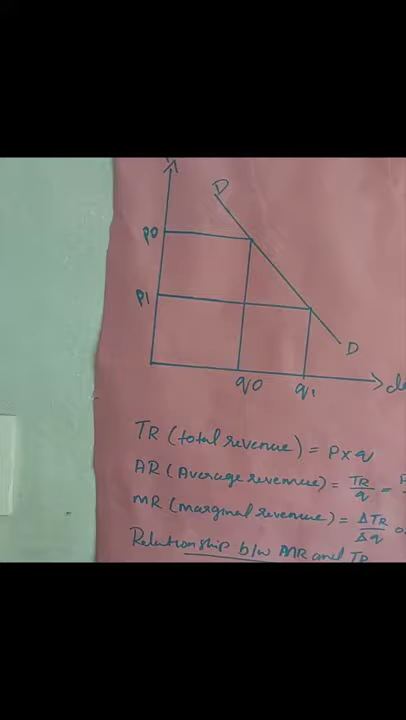 D
p0
p1
D
q0 q1 de
TR (total revenue) = P x q
AR (Average revenue) = TR/q =
MR (marginal revenue) = ΔTR/Δq
Relationship b/w MR and TR